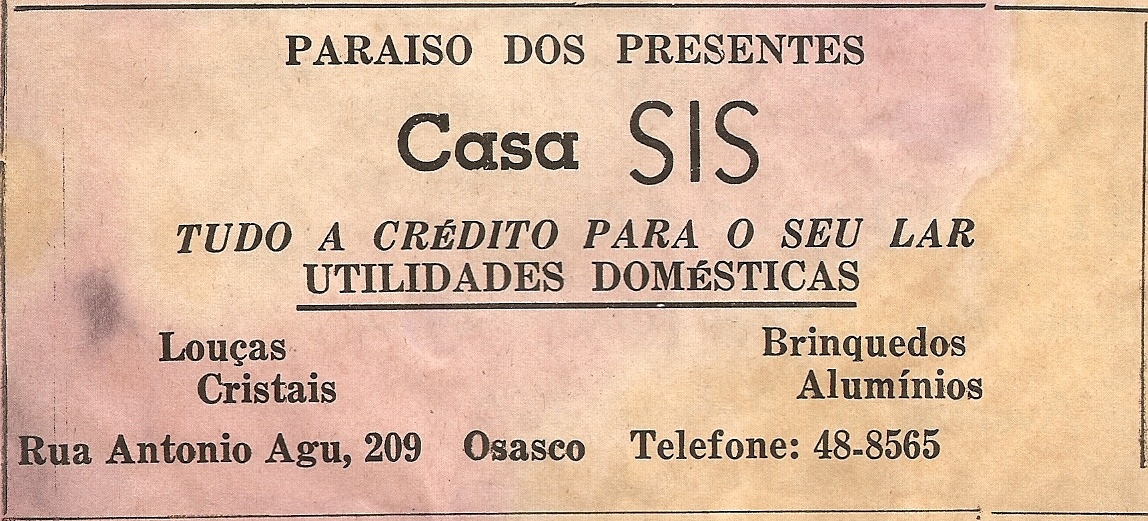 PARAISO DOS PRESENTES
Casa SIS
TUDO A CRÉDITO PARA O SEU LAR
UTILIDADES DOMÉSTICAS
Louças Brinquedos
Cristais Alumínios
Rua Antonio Agu, 209 Osasco Telefone: 48-8565